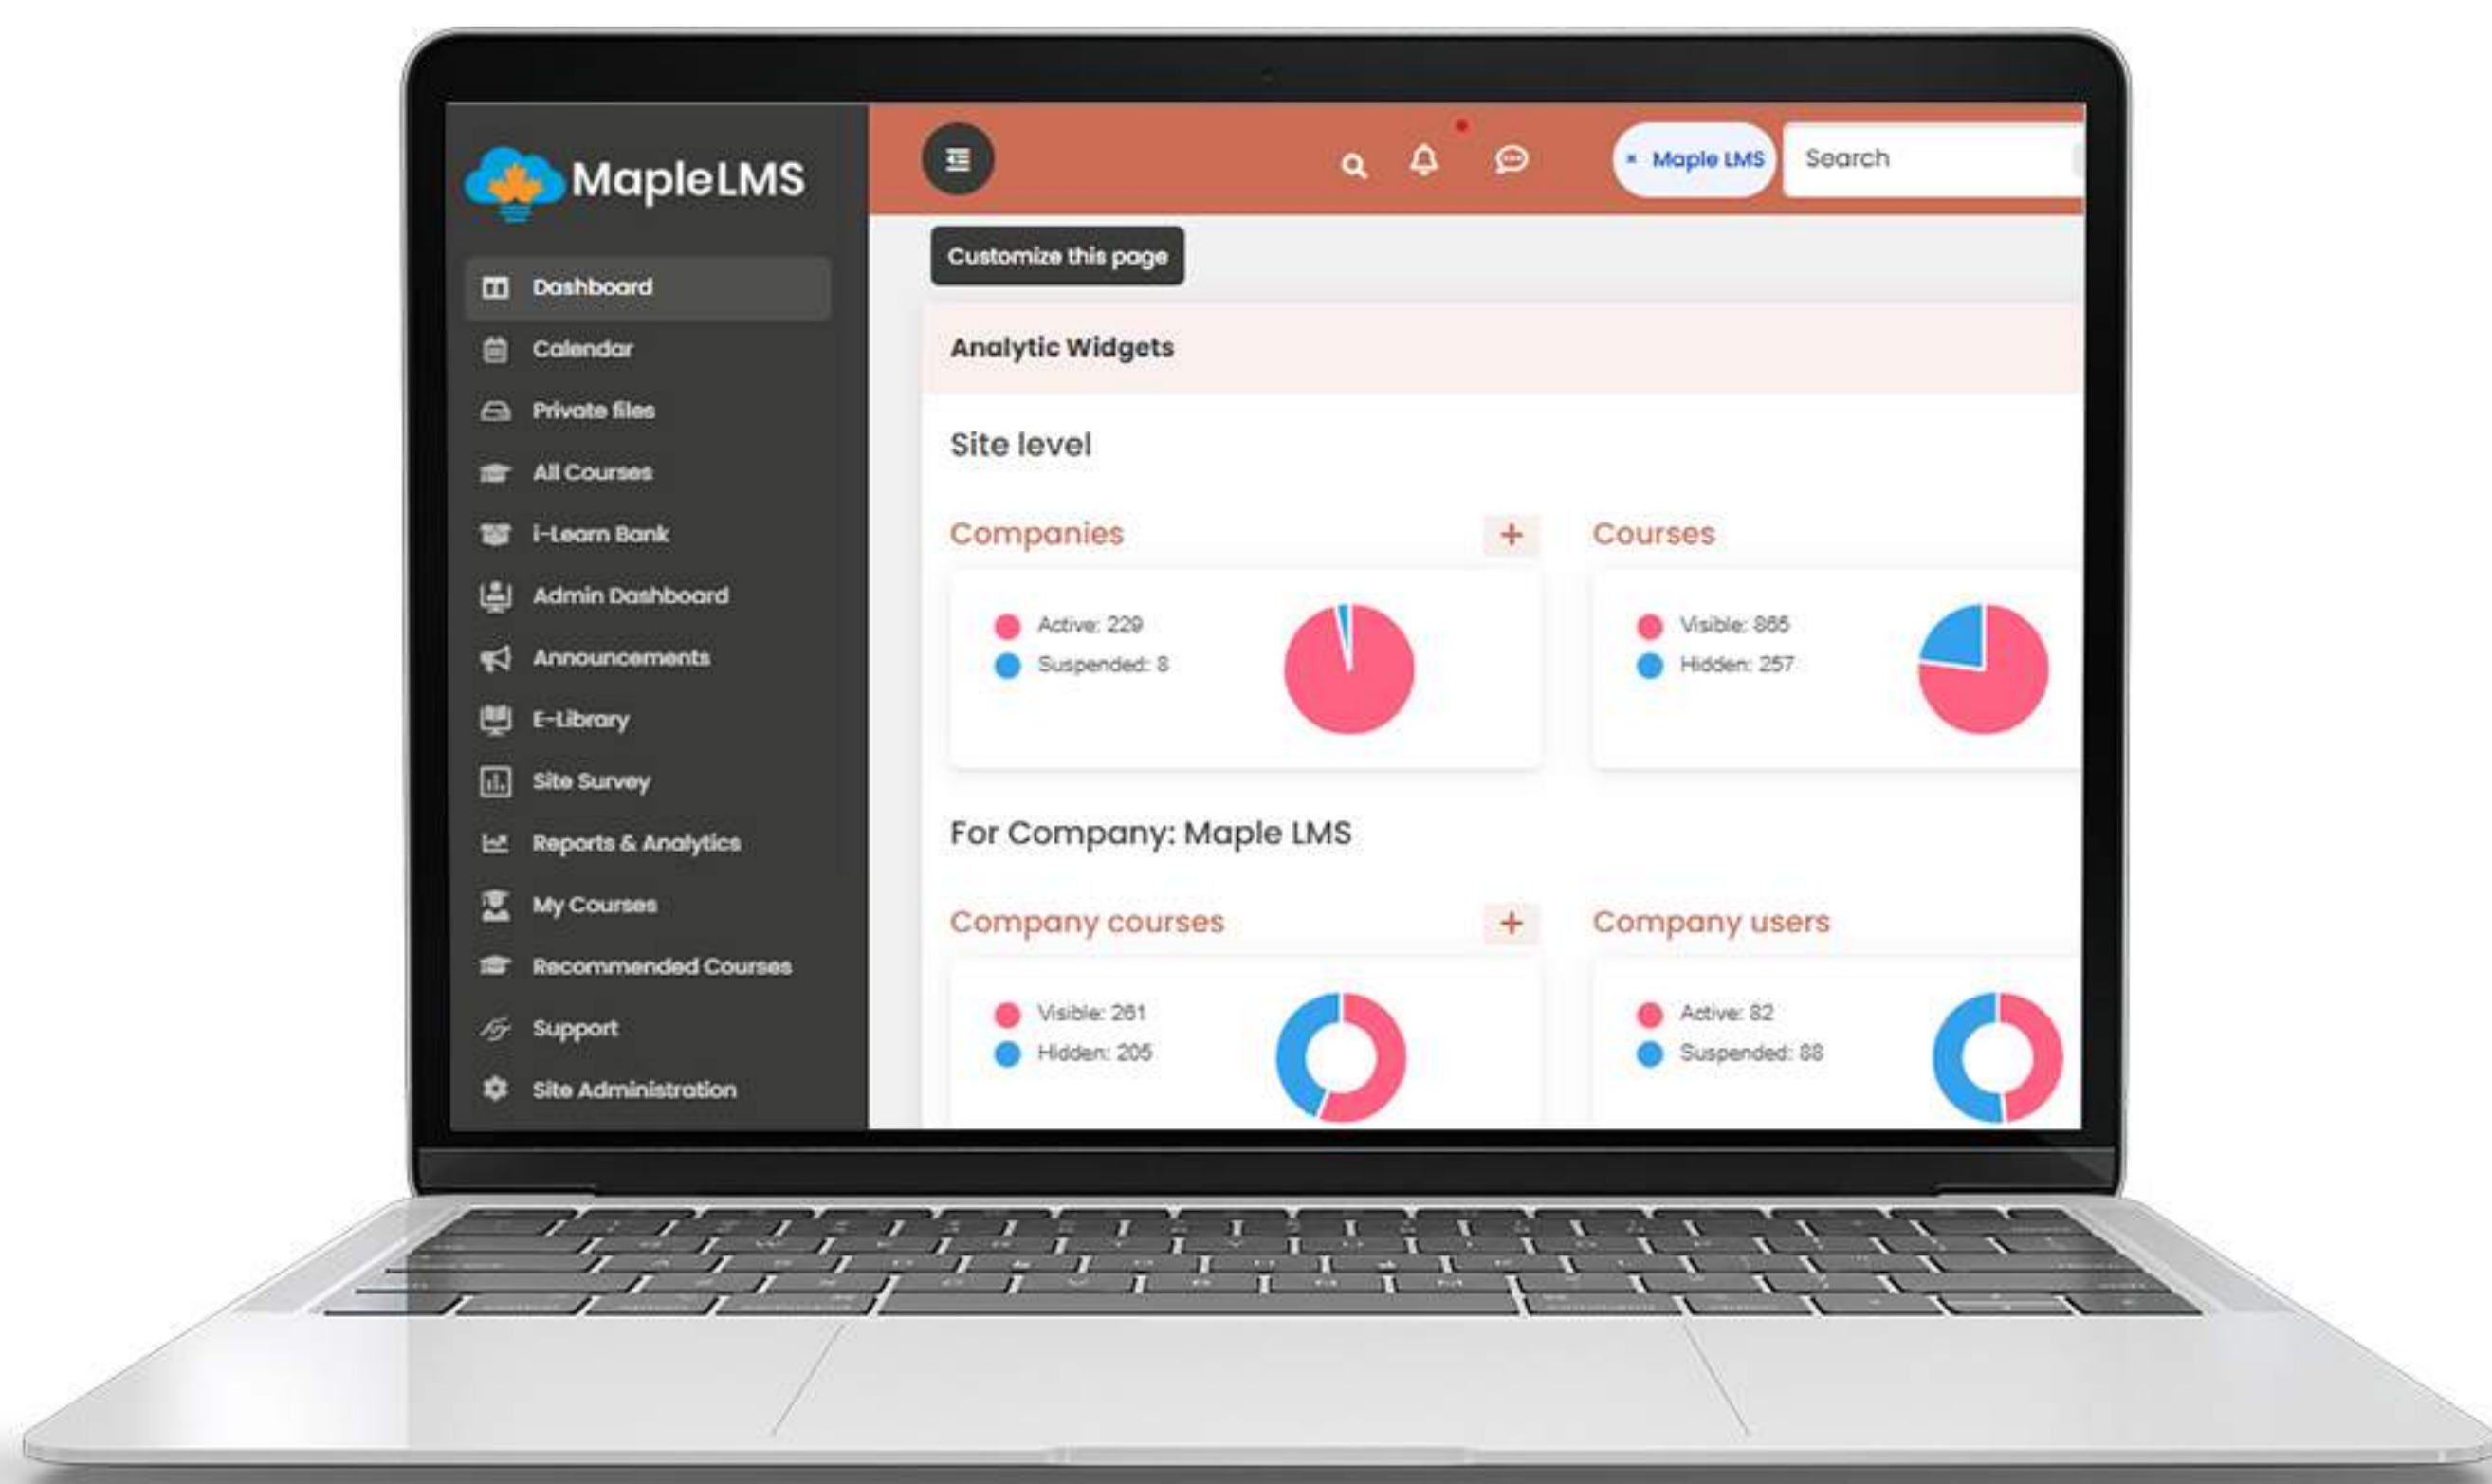 MapleLMS
Dashboard
Calendar
Private files
All Courses
i-Learn Bank
Admin Dashboard
Announcements
E-Library
Site Survey
Reports & Analytics
My Courses
Recommended Courses
Support
Site Administration
× Maple LMS
Search
Customize this page
Analytic Widgets
Site level
Companies +
Active: 229
Suspended: 8
Courses
Visible: 865
Hidden: 257
For Company: Maple LMS
Company courses +
Visible: 261
Hidden: 205
Company users
Active: 82
Suspended: 88